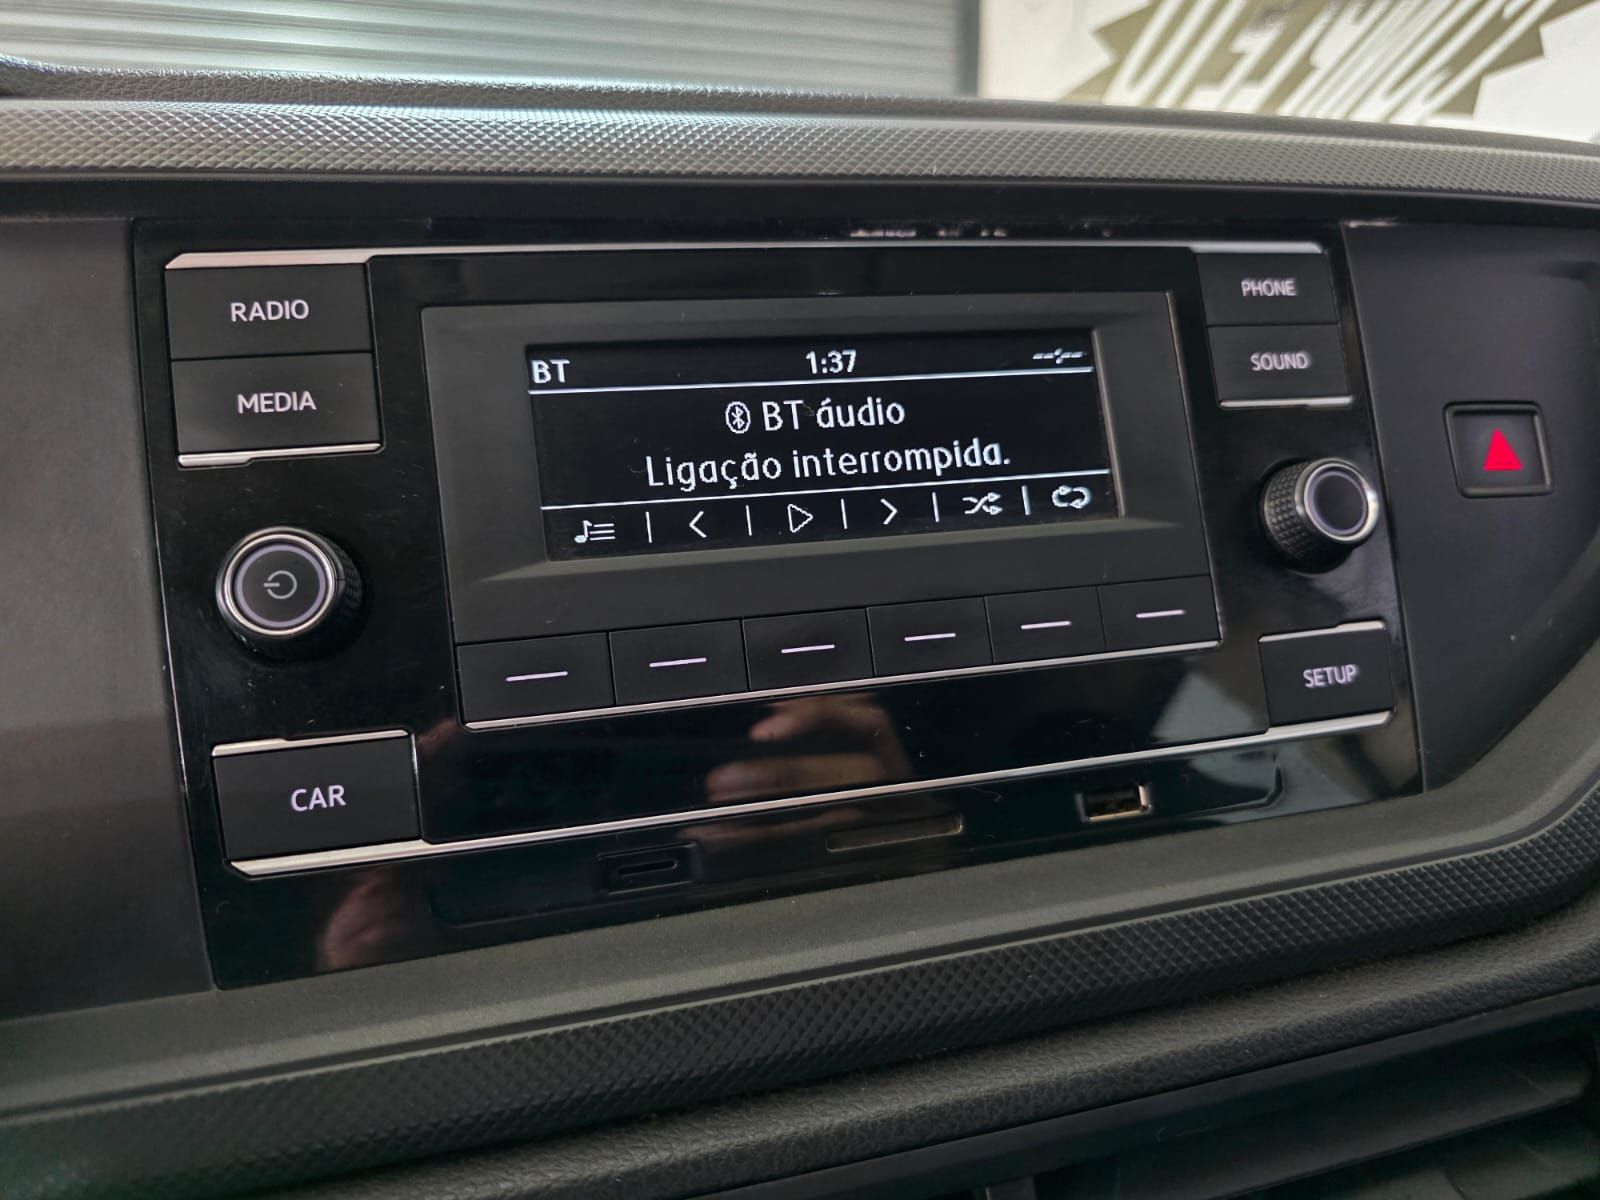 RADIO
MEDIA
BT 1:37 --:--
BT áudio
Ligação interrompida.
PHONE
SOUND
CAR
SETUP